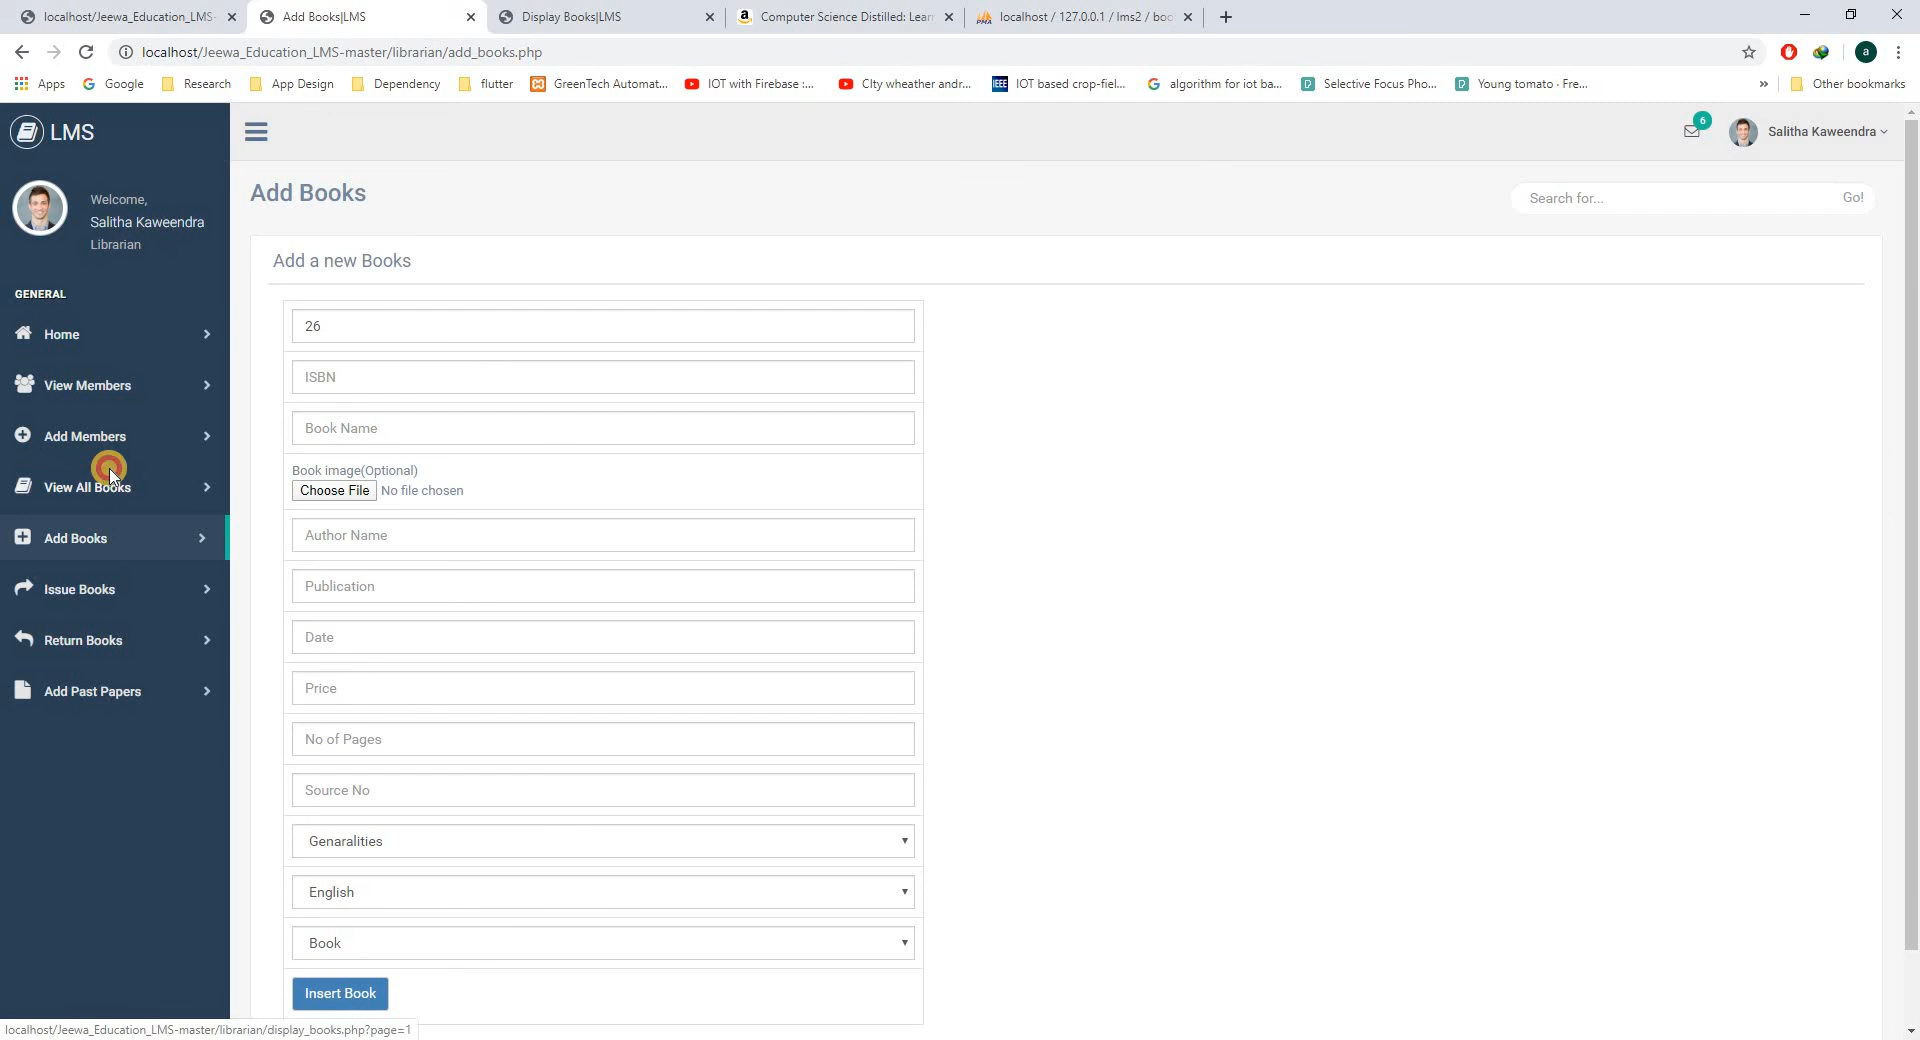 localhost/Jeewa_Education_LMS-
Add Books|LMS
Display Books|LMS
Computer Science Distilled: Lear
localhost / 127.0.0.1 / lms2 / boo
localhost/Jeewa_Education_LMS-master/librarian/add_books.php
a
Apps
Google
Research
App Design
Dependency
flutter
GreenTech Automat...
IOT with Firebase :...
CIty wheather andr...
IEEE
IOT based crop-fiel...
algorithm for iot ba...
Selective Focus Pho...
Young tomato · Fre...
»
Other bookmarks
LMS
6
Salitha Kaweendra
Welcome,
Salitha Kaweendra
Librarian
Add Books
Search for...
Go!
Add a new Books
GENERAL
Home
View Members
Add Members
View All Books
Add Books
Issue Books
Return Books
Add Past Papers
26
ISBN
Book Name
Book image(Optional)
Choose File No file chosen
Author Name
Publication
Date
Price
No of Pages
Source No
Genaralities
English
Book
Insert Book
localhost/Jeewa_Education_LMS-master/librarian/display_books.php?page=1